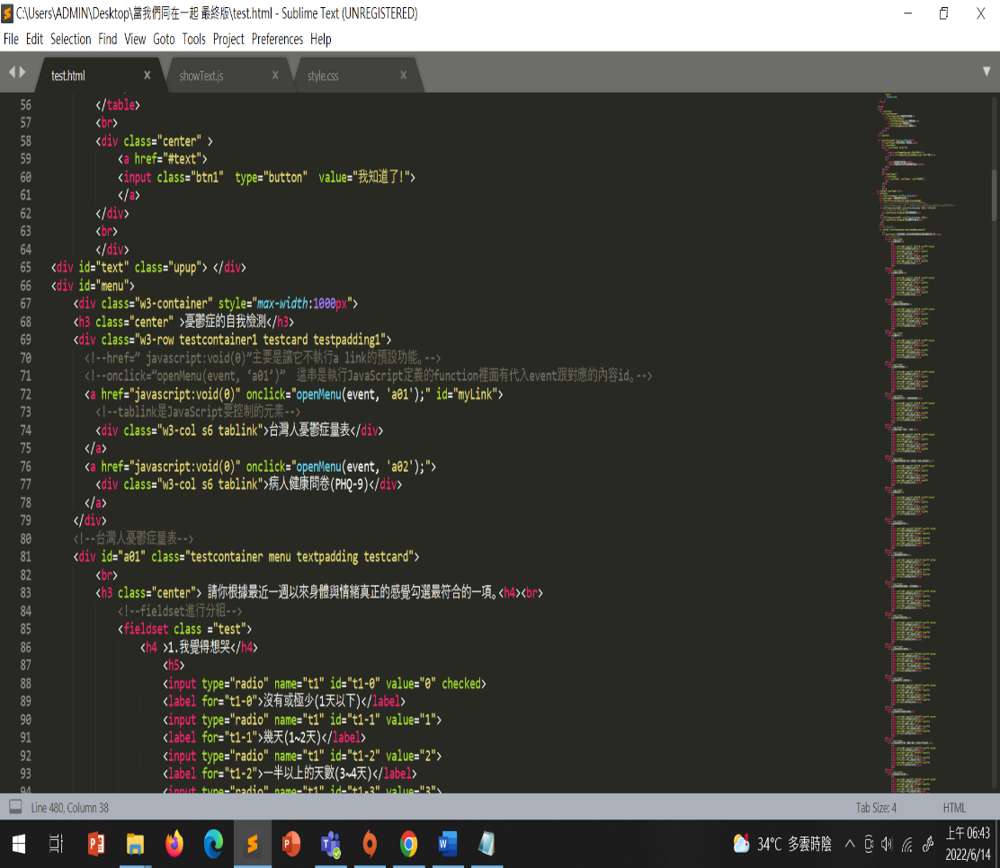 C:\Users\ADMIN\Desktop\當我們同在一起 最終版\test.html - Sublime Text (UNREGISTERED)
File Edit Selection Find View Goto Tools Project Preferences Help
test.html showText.js style.css
56 </table>
57 <br>
58 <div class="center" >
59 <a href="#text">
60 <input class="btn1" type="button" value="我知道了!">
61 </a>
62 </div>
63 <br>
64 </div>
65 <div id="text" class="upup"> </div>
66 <div id="menu">
67 <div class="w3-container" style="max-width:1000px">
68 <h3 class="center" >憂鬱症的自我檢測</h3>
69 <div class="w3-row testcontainer1 testcard testpadding1">
70 <!--href=” javascript:void(0)”主要是讓它不執行a link的預設功能。-->
71 <!--onclick=”openMenu(event, ‘a01’)” 這串是執行JavaScript定義的function裡面有代入event跟對應的內容id。-->
72 <a href="javascript:void(0)" onclick="openMenu(event, 'a01');" id="myLink">
73 <!--tablink是JavaScript要控制的元素-->
74 <div class="w3-col s6 tablink">台灣人憂鬱症量表</div>
75 </a>
76 <a href="javascript:void(0)" onclick="openMenu(event, 'a02');">
77 <div class="w3-col s6 tablink">病人健康問卷(PHQ-9)</div>
78 </a>
79 </div>
80 <!--台灣人憂鬱症量表-->
81 <div id="a01" class="testcontainer menu textpadding testcard">
82 <br>
83 <h3 class="center"> 請你根據最近一週以來身體與情緒真正的感覺勾選最符合的一項。<h4><br>
84 <!--fieldset進行分組-->
85 <fieldset class ="test">
86 <h4 >1.我覺得想哭</h4>
87 <h5>
88 <input type="radio" name="t1" id="t1-0" value="0" checked>
89 <label for="t1-0">沒有或極少(1天以下)</label>
90 <input type="radio" name="t1" id="t1-1" value="1">
91 <label for="t1-1">幾天(1~2天)</label>
92 <input type="radio" name="t1" id="t1-2" value="2">
93 <label for="t1-2">一半以上的天數(3~4天)</label>
94 <input type="radio" name="t1" id="t1-3" value="3">
Line 480, Column 38 Tab Size: 4 HTML
34°C 多雲時陰 上午 06:43
2022/6/14